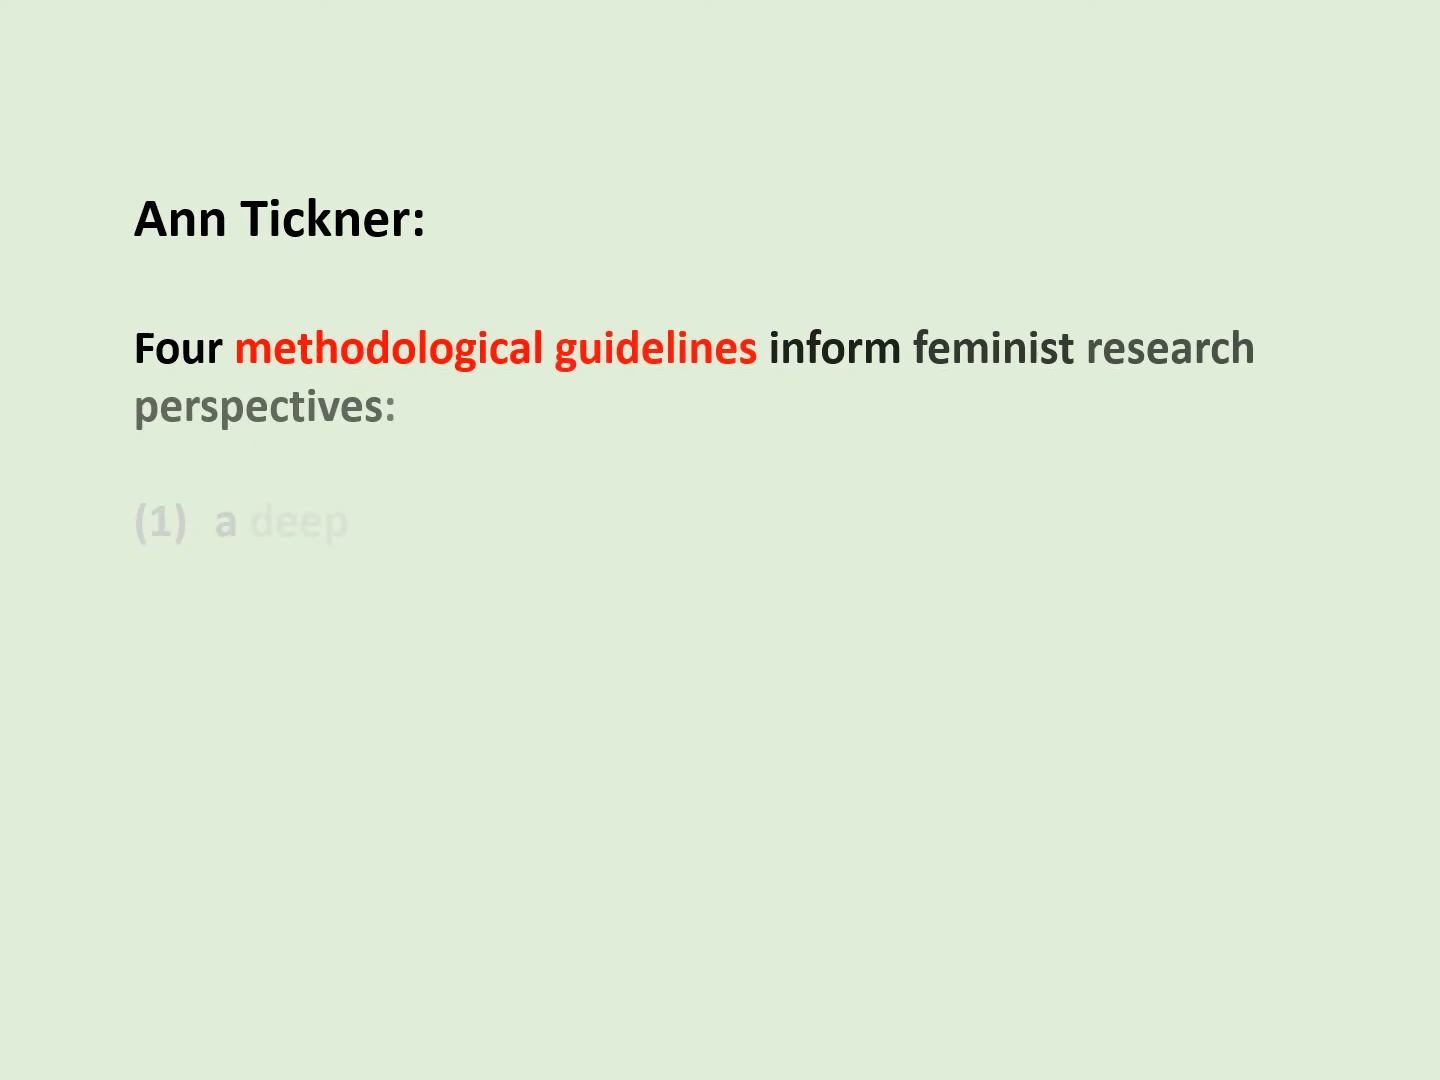 Ann Tickner:
Four methodological guidelines inform feminist research
perspectives:
(1) a deep